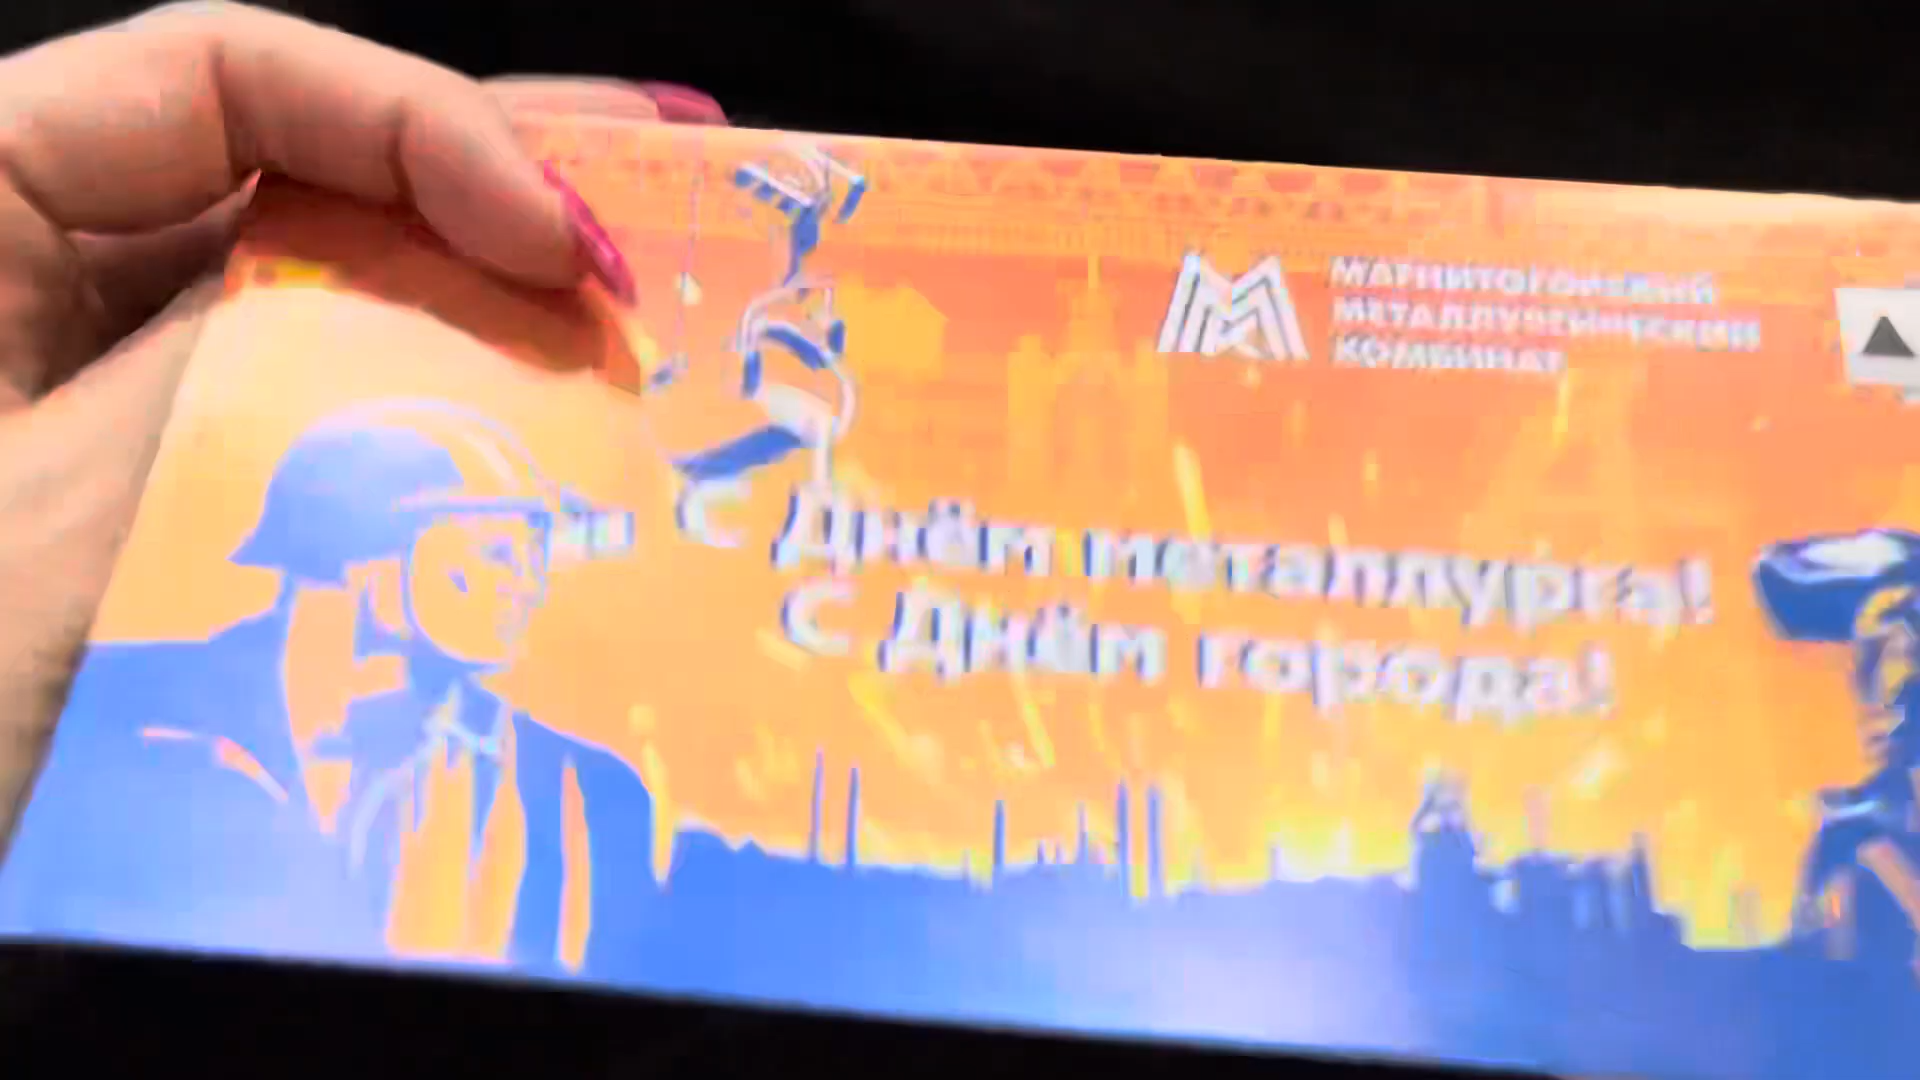 МАГНИТОГОРСКИЙ
МЕТАЛЛУРГИЧЕСКИЙ
КОМБИНАТ
С Днём металлурга!
С Днём города!